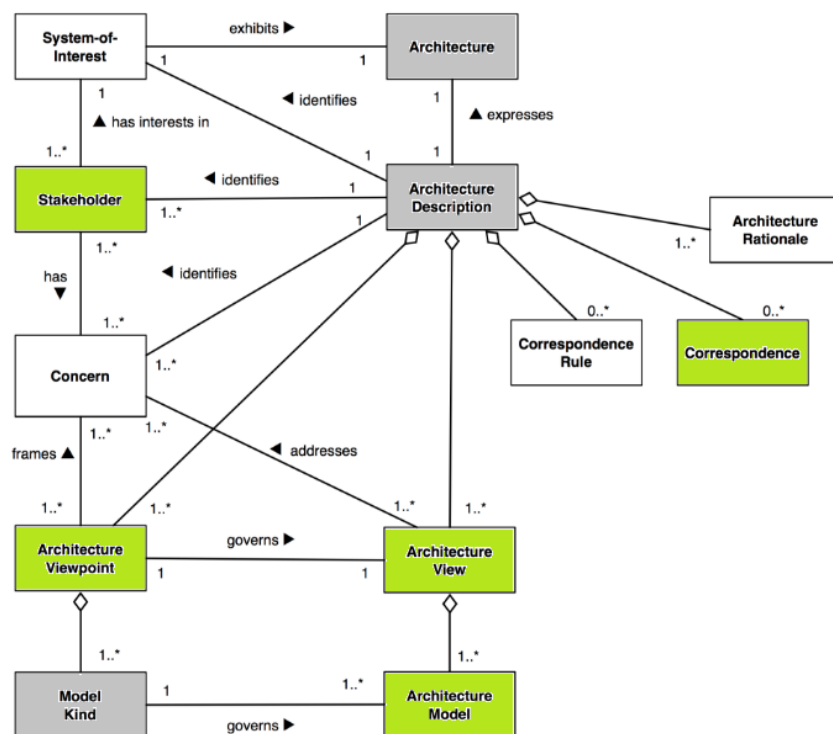 System-of-
Interest
exhibits ▶
Architecture
1
1
1
1
1
◀ identifies
▲ has interests in
▲ expresses
1..*
1
1
Stakeholder
◀ identifies
1
Architecture
Description
1..*
1
1..*
Architecture
Rationale
1..*
has
▼
◀ identifies
1..*
1..*
0..*
0..*
Concern
Correspondence
Rule
Correspondence
1..*
1..*
frames ▲
◀ addresses
1..*
1..*
1..*
1..*
Architecture
Viewpoint
governs ▶
Architecture
View
1
1
1..*
1..*
Model
Kind
1
1..*
Architecture
Model
governs ▶